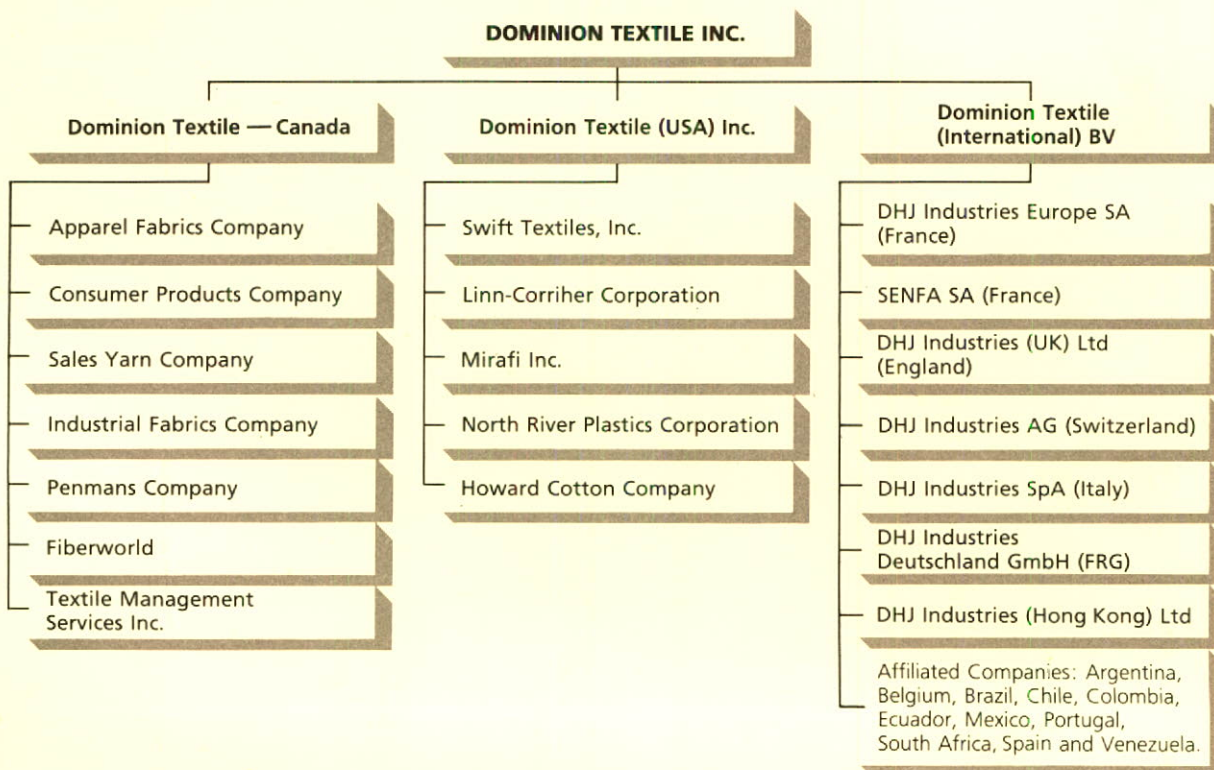 DOMINION TEXTILE INC.
Dominion Textile — Canada
Apparel Fabrics Company
Consumer Products Company
Sales Yarn Company
Industrial Fabrics Company
Penmans Company
Fiberworld
Textile Management
Services Inc.
Dominion Textile (USA) Inc.
Swift Textiles, Inc.
Linn-Corriher Corporation
Mirafi Inc.
North River Plastics Corporation
Howard Cotton Company
Dominion Textile
(International) BV
DHJ Industries Europe SA
(France)
SENFA SA (France)
DHJ Industries (UK) Ltd
(England)
DHJ Industries AG (Switzerland)
DHJ Industries SpA (Italy)
DHJ Industries
Deutschland GmbH (FRG)
DHJ Industries (Hong Kong) Ltd
Affiliated Companies: Argentina,
Belgium, Brazil, Chile, Colombia,
Ecuador, Mexico, Portugal,
South Africa, Spain and Venezuela.